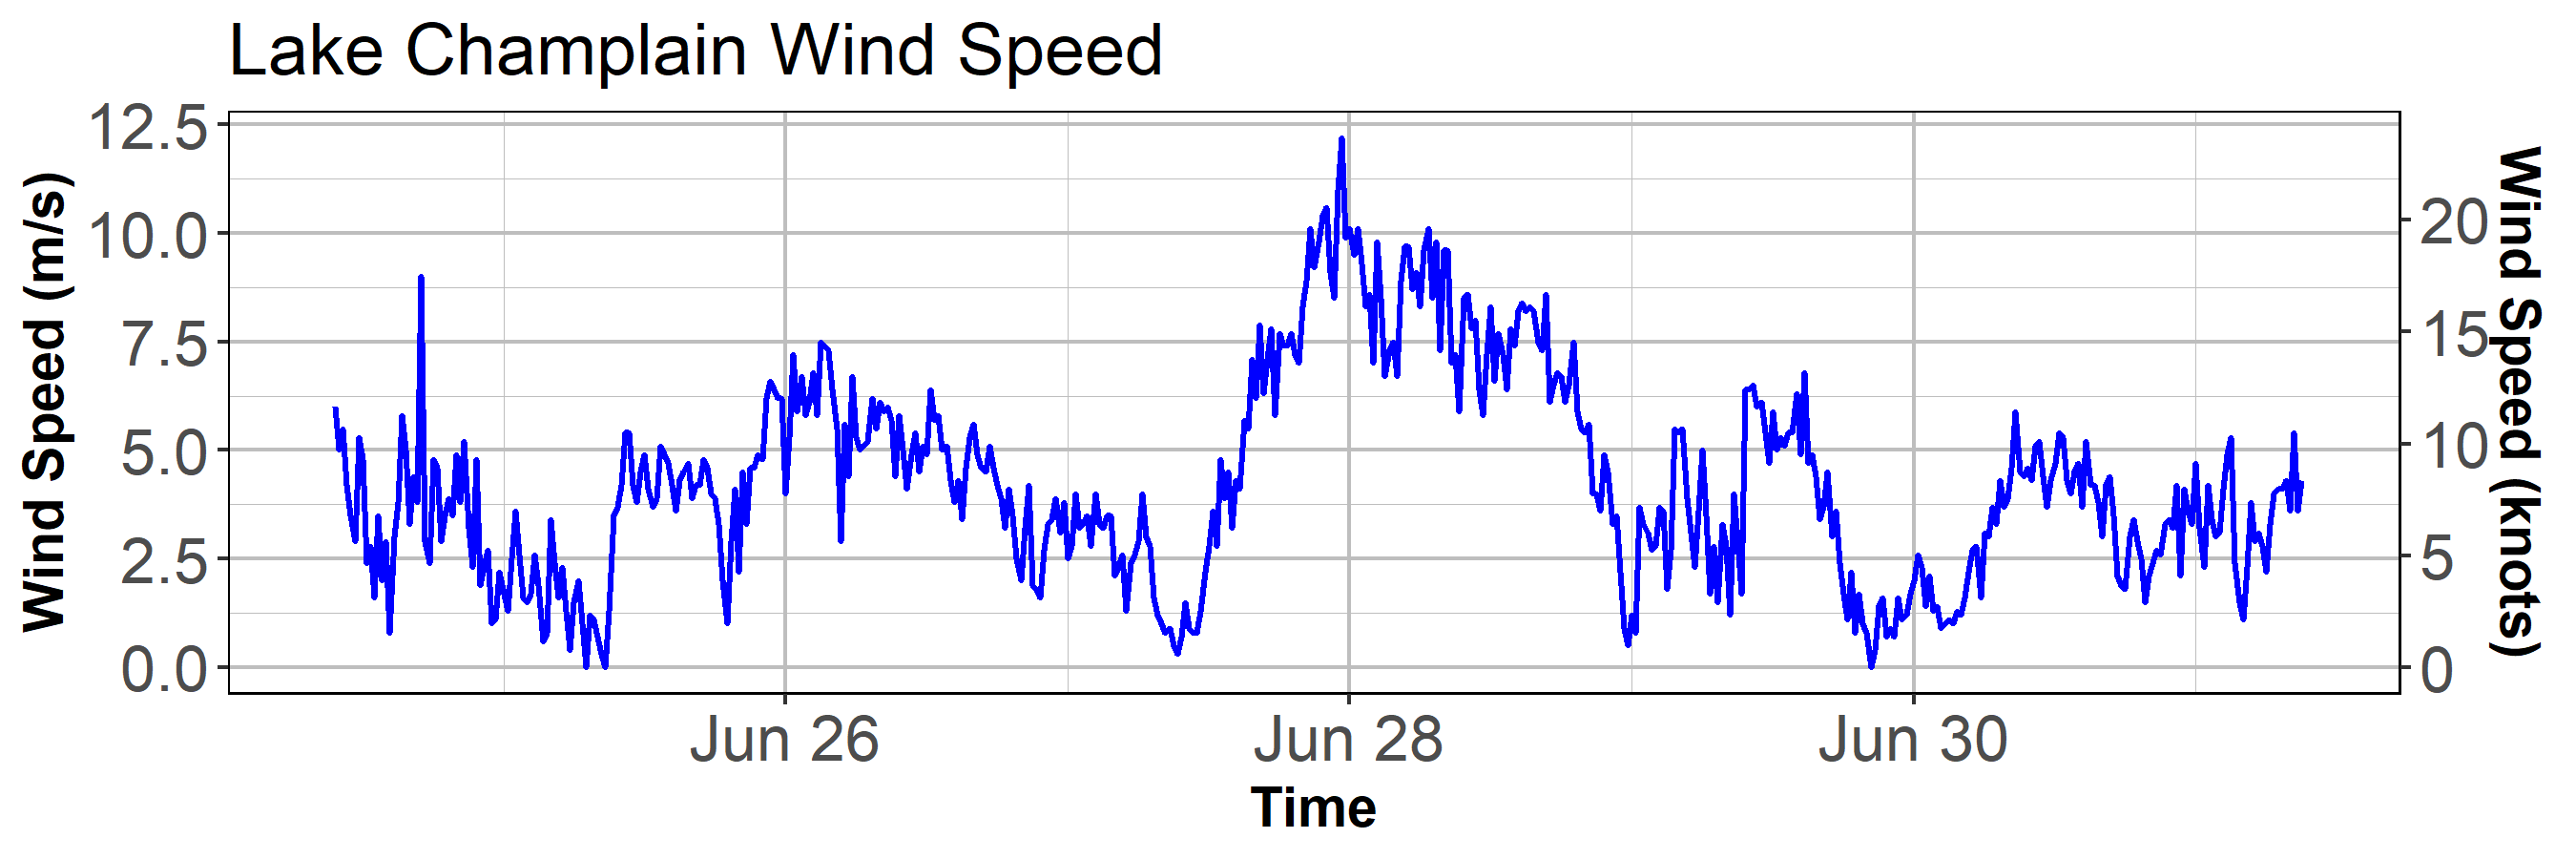 Lake Champlain Wind Speed
Wind Speed (m/s)
12.5
10.0
7.5
5.0
2.5
0.0
20
15
10
5
0
Wind Speed (knots)
Jun 26
Jun 28
Jun 30
Time